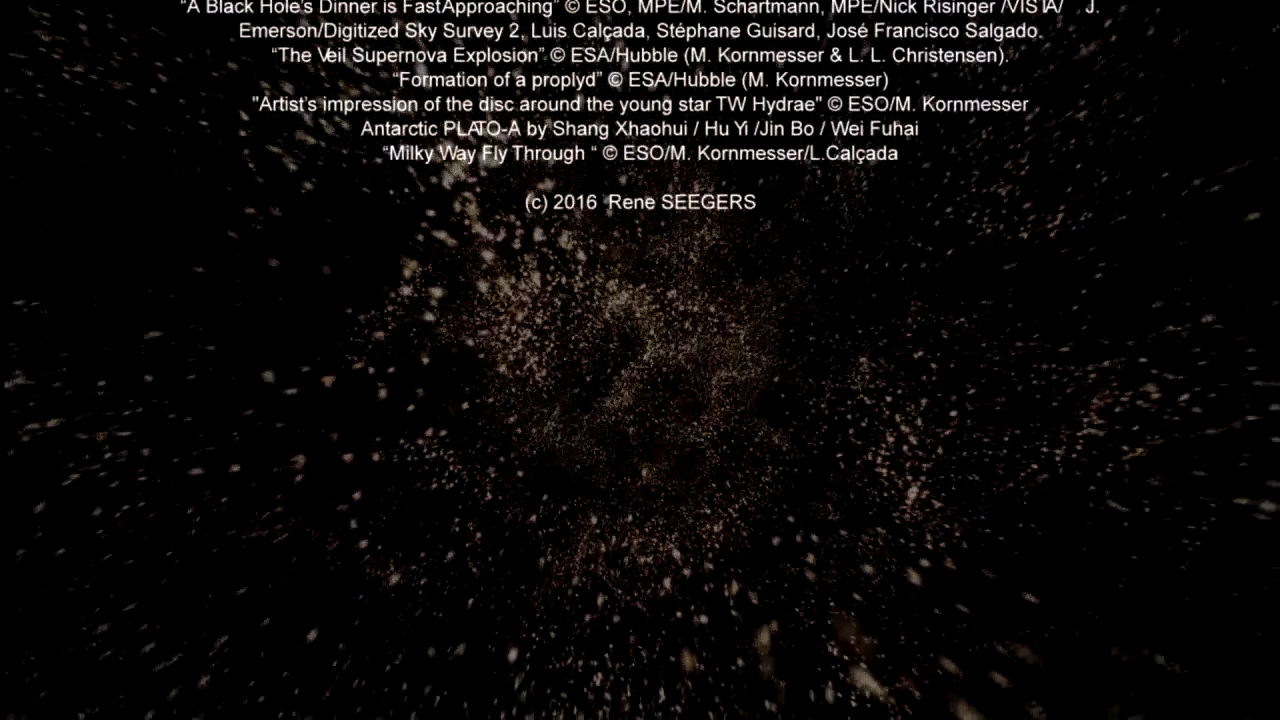 “A Black Hole’s Dinner is FastApproaching” © ESO, MPE/M. Schartmann, MPE/Nick Risinger /VISTA/ J.
Emerson/Digitized Sky Survey 2, Luis Calçada, Stéphane Guisard, José Francisco Salgado.
“The Veil Supernova Explosion” © ESA/Hubble (M. Kornmesser & L. L. Christensen).
“Formation of a proplyd” © ESA/Hubble (M. Kornmesser)
"Artist’s impression of the disc around the young star TW Hydrae" © ESO/M. Kornmesser
Antarctic PLATO-A by Shang Xhaohui / Hu Yi /Jin Bo / Wei Fuhai
“Milky Way Fly Through “ © ESO/M. Kornmesser/L.Calçada
(c) 2016 Rene SEEGERS